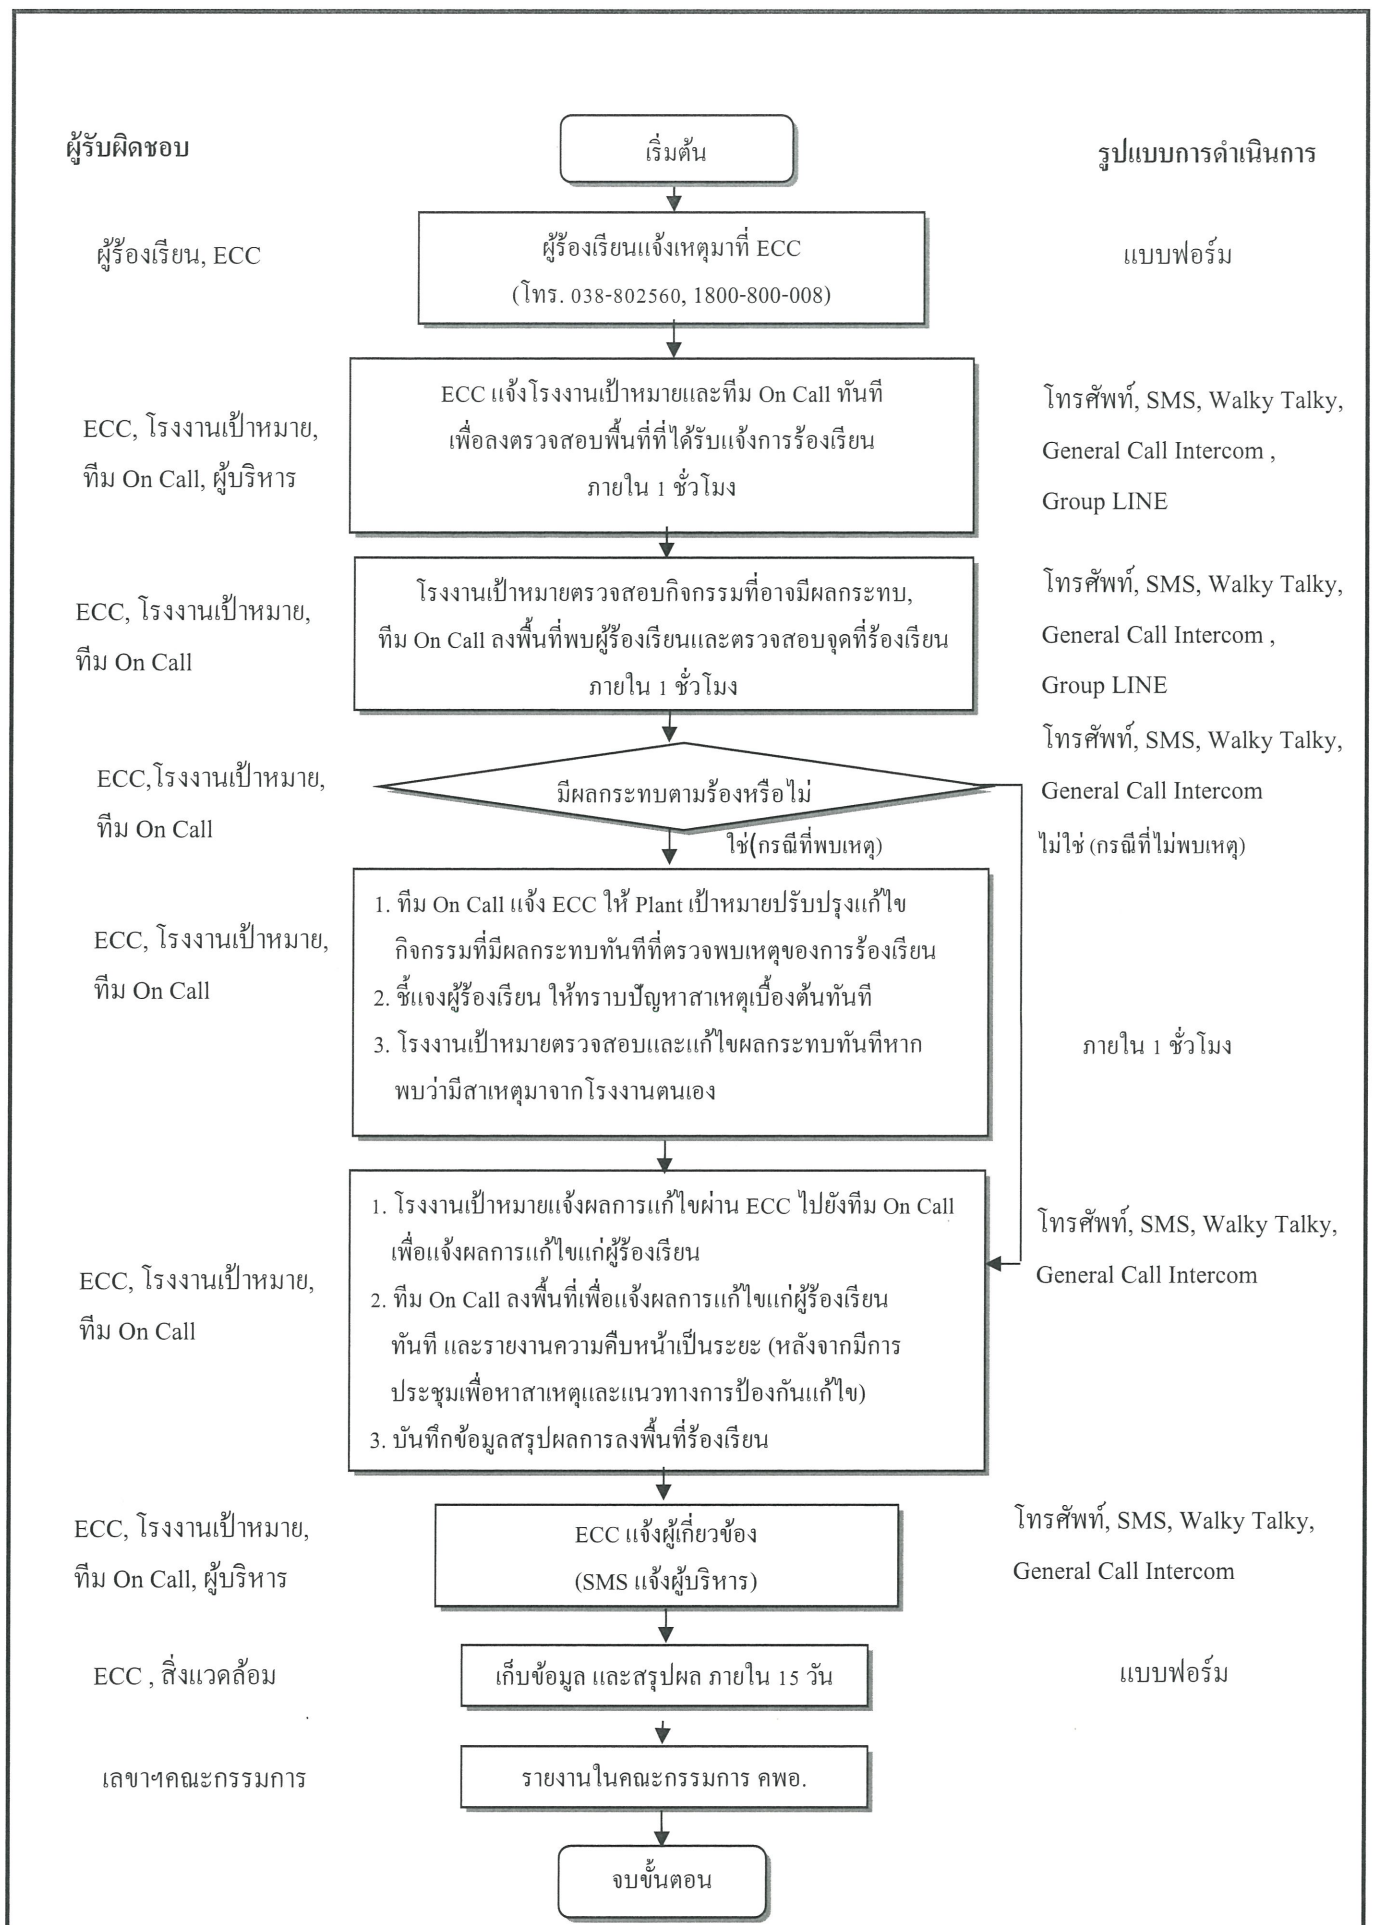 ผู้รับผิดชอบ
เริ่มต้น
รูปแบบการดำเนินการ
ผู้ร้องเรียน, ECC
ผู้ร้องเรียนแจ้งเหตุมาที่ ECC
(โทร. 038-802560, 1800-800-008)
แบบฟอร์ม
ECC, โรงงานเป้าหมาย,
ทีม On Call, ผู้บริหาร
ECC แจ้งโรงงานเป้าหมายและทีม On Call ทันที
เพื่อลงตรวจสอบพื้นที่ที่ได้รับแจ้งการร้องเรียน
ภายใน 1 ชั่วโมง
โทรศัพท์, SMS, Walky Talky,
General Call Intercom ,
Group LINE
ECC, โรงงานเป้าหมาย,
ทีม On Call
โรงงานเป้าหมายตรวจสอบกิจกรรมที่อาจมีผลกระทบ,
ทีม On Call ลงพื้นที่พบผู้ร้องเรียนและตรวจสอบจุดที่ร้องเรียน
ภายใน 1 ชั่วโมง
โทรศัพท์, SMS, Walky Talky,
General Call Intercom ,
Group LINE
ECC,โรงงานเป้าหมาย,
ทีม On Call
มีผลกระทบตามร้องหรือไม่
โทรศัพท์, SMS, Walky Talky,
General Call Intercom
ใช่(กรณีที่พบเหตุ)
ไม่ใช่ (กรณีที่ไม่พบเหตุ)
ECC, โรงงานเป้าหมาย,
ทีม On Call
1. ทีม On Call แจ้ง ECC ให้ Plant เป้าหมายปรับปรุงแก้ไข
กิจกรรมที่มีผลกระทบทันทีที่ตรวจพบเหตุของการร้องเรียน
2. ชี้แจงผู้ร้องเรียน ให้ทราบปัญหาสาเหตุเบื้องต้นทันที
3. โรงงานเป้าหมายตรวจสอบและแก้ไขผลกระทบทันทีหาก
พบว่ามีสาเหตุมาจากโรงงานตนเอง
ภายใน 1 ชั่วโมง
ECC, โรงงานเป้าหมาย,
ทีม On Call
1. โรงงานเป้าหมายแจ้งผลการแก้ไขผ่าน ECC ไปยังทีม On Call
เพื่อแจ้งผลการแก้ไขแก่ผู้ร้องเรียน
2. ทีม On Call ลงพื้นที่เพื่อแจ้งผลการแก้ไขแก่ผู้ร้องเรียน
ทันที และรายงานความคืบหน้าเป็นระยะ (หลังจากมีการ
ประชุมเพื่อหาสาเหตุและแนวทางการป้องกันแก้ไข)
3. บันทึกข้อมูลสรุปผลการลงพื้นที่ร้องเรียน
โทรศัพท์, SMS, Walky Talky,
General Call Intercom
ECC, โรงงานเป้าหมาย,
ทีม On Call, ผู้บริหาร
ECC แจ้งผู้เกี่ยวข้อง
(SMS แจ้งผู้บริหาร)
โทรศัพท์, SMS, Walky Talky,
General Call Intercom
ECC , สิ่งแวดล้อม
เก็บข้อมูล และสรุปผล ภายใน 15 วัน
แบบฟอร์ม
เลขาฯคณะกรรมการ
รายงานในคณะกรรมการ คพอ.
จบขั้นตอน